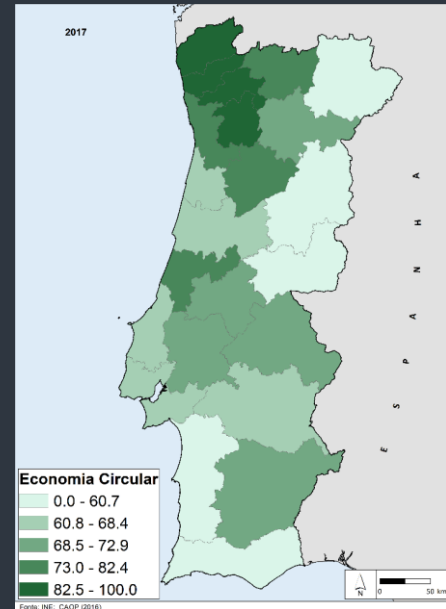 2017
ESPANHA
Economia Circular
0.0 - 60.7
60.8 - 68.4
68.5 - 72.9
73.0 - 82.4
82.5 - 100.0
N
0 50 km
Fonte: INE; CAOP (2016)